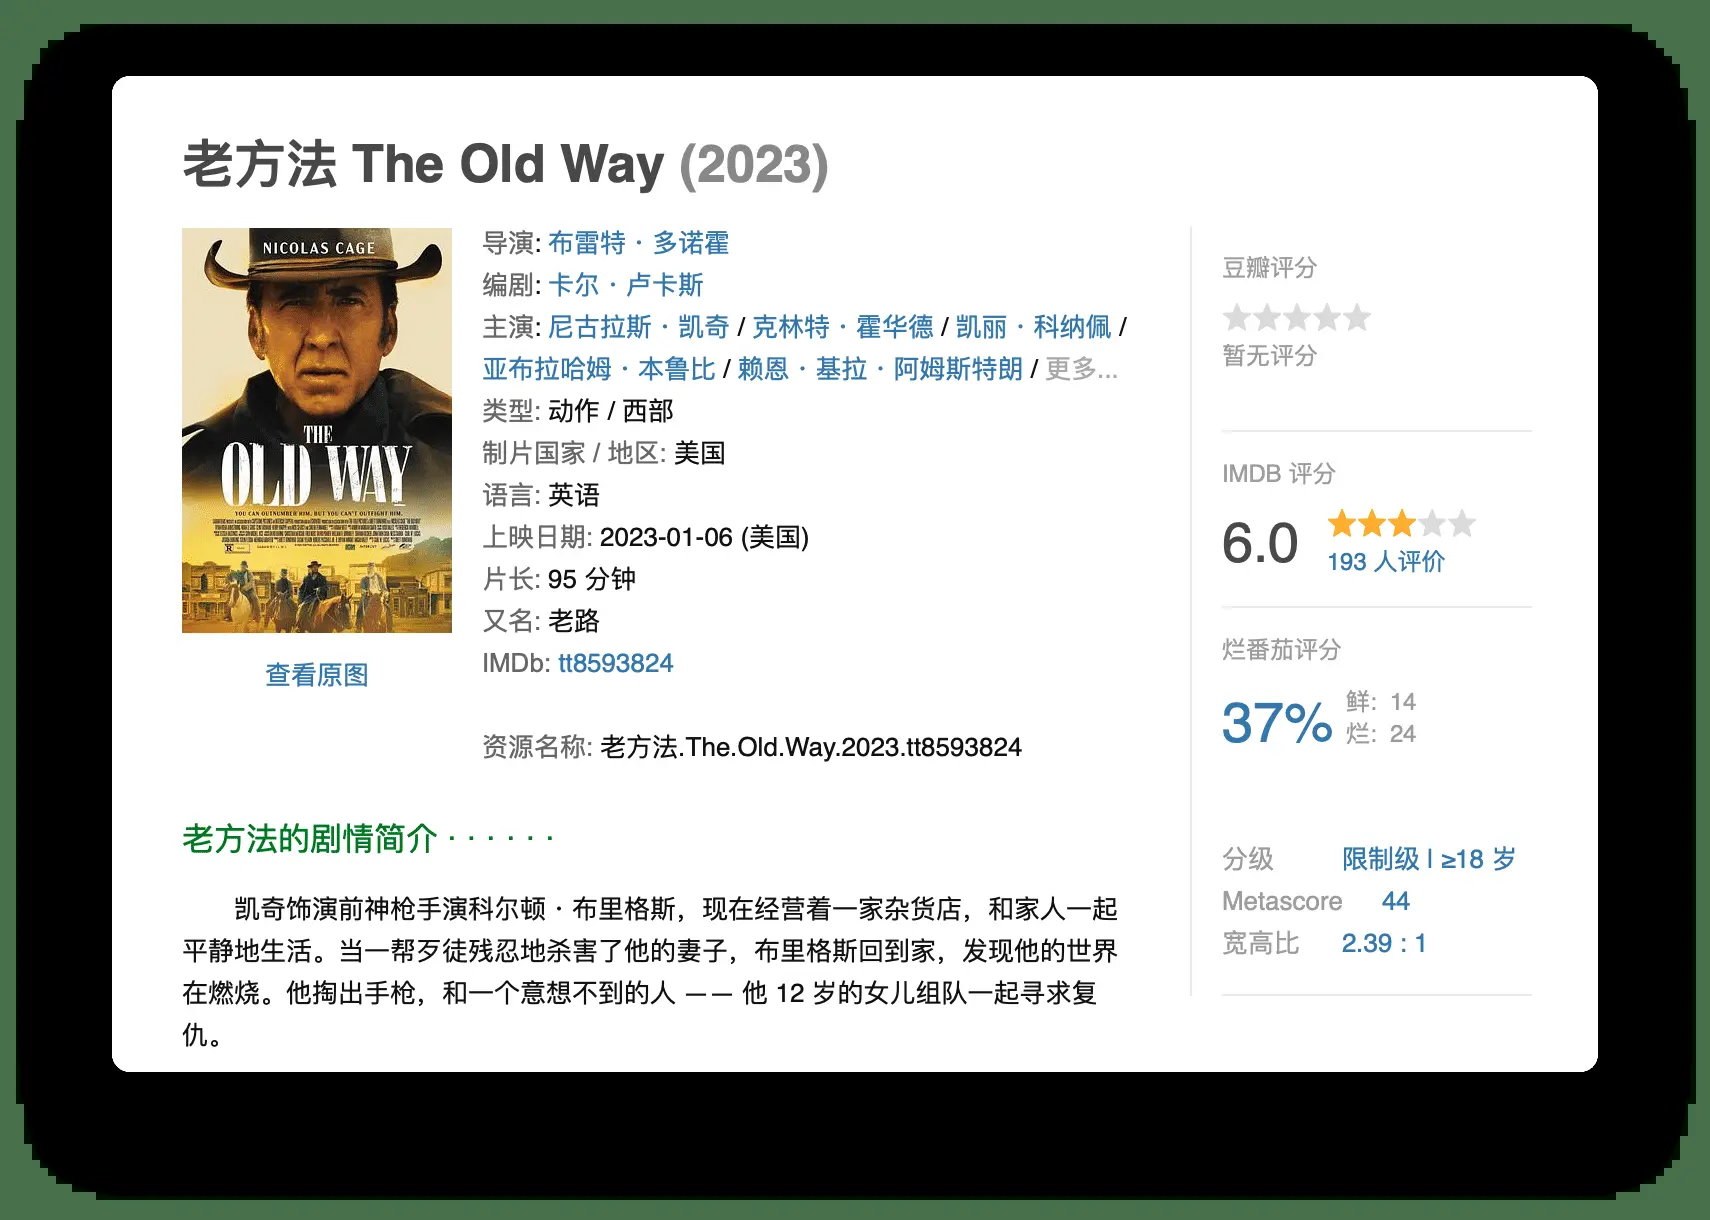 老方法 The Old Way (2023)
NICOLAS CAGE
THE
OLD WAY
YOU CAN OUTNUMBER HIM, BUT YOU CAN'T OUTFIGHT HIM.
查看原图
导演: 布雷特 · 多诺霍
编剧: 卡尔 · 卢卡斯
主演: 尼古拉斯 · 凯奇 / 克林特 · 霍华德 / 凯丽 · 科纳佩 /
亚布拉哈姆 · 本鲁比 / 赖恩 · 基拉 · 阿姆斯特朗 / 更多...
类型: 动作 / 西部
制片国家 / 地区: 美国
语言: 英语
上映日期: 2023-01-06 (美国)
片长: 95 分钟
又名: 老路
IMDb: tt8593824
资源名称: 老方法.The.Old.Way.2023.tt8593824
豆瓣评分
暂无评分
IMDB 评分
6.0
193 人评价
烂番茄评分
37%
鲜: 14
烂: 24
分级 限制级 | ≥18 岁
Metascore 44
宽高比 2.39 : 1
老方法的剧情简介 · · · · · ·
凯奇饰演前神枪手演科尔顿 · 布里格斯，现在经营着一家杂货店，和家人一起
平静地生活。当一帮歹徒残忍地杀害了他的妻子，布里格斯回到家，发现他的世界
在燃烧。他掏出手枪，和一个意想不到的人 —— 他 12 岁的女儿组队一起寻求复
仇。